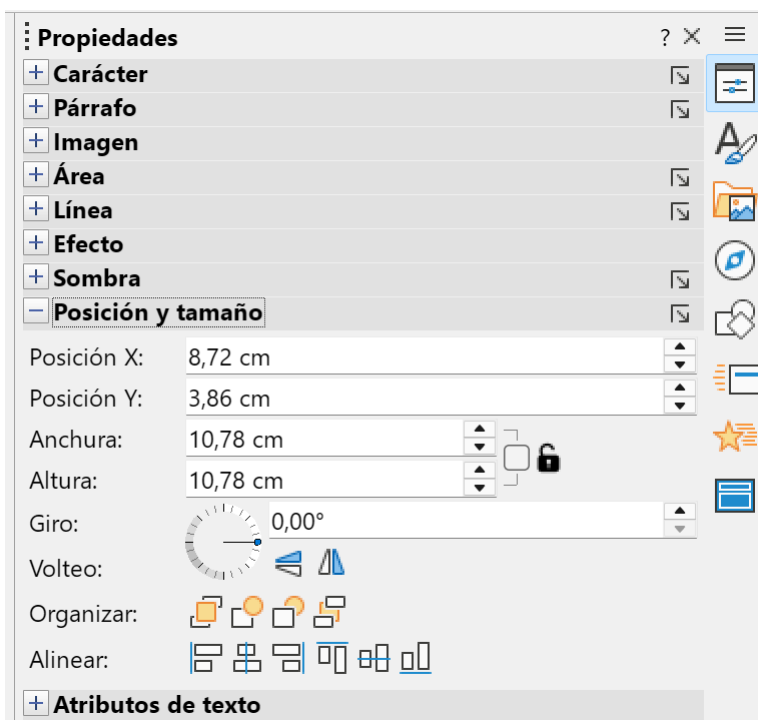 Propiedades ?
Carácter
Párrafo
Imagen
Área
Línea
Efecto
Sombra
Posición y tamaño
Posición X: 8,72 cm
Posición Y: 3,86 cm
Anchura: 10,78 cm
Altura: 10,78 cm
Giro: 0,00°
Volteo:
Organizar:
Alinear:
Atributos de texto